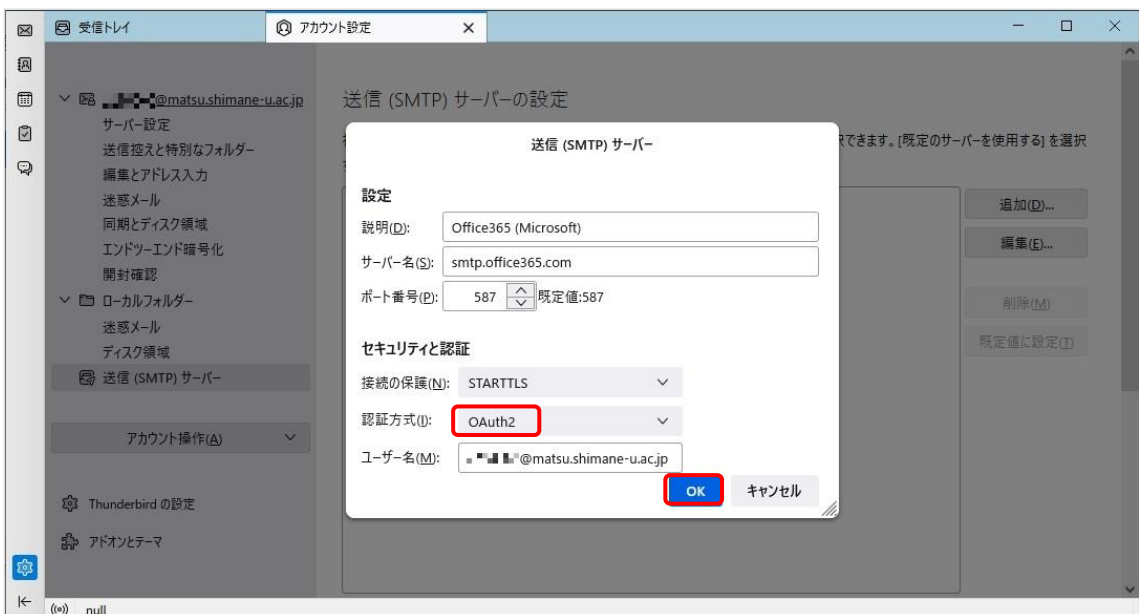 受信トレイ
アカウント設定
@matsu.shimane-u.ac.jp
サーバー設定
送信控えと特別なフォルダー
編集とアドレス入力
迷惑メール
同期とディスク領域
エンドツーエンド暗号化
開封確認
ローカルフォルダー
迷惑メール
ディスク領域
送信 (SMTP) サーバー
アカウント操作(A)
Thunderbird の設定
アドオンとテーマ
null
送信 (SMTP) サーバーの設定
できます。[既定のサーバーを使用する] を選択
追加(D)...
編集(E)...
削除(M)
既定値に設定(T)
送信 (SMTP) サーバー
設定
説明(D): Office365 (Microsoft)
サーバー名(S): smtp.office365.com
ポート番号(P): 587 既定値:587
セキュリティと認証
接続の保護(N): STARTTLS
認証方式(I): OAuth2
ユーザー名(M): @matsu.shimane-u.ac.jp
OK キャンセル